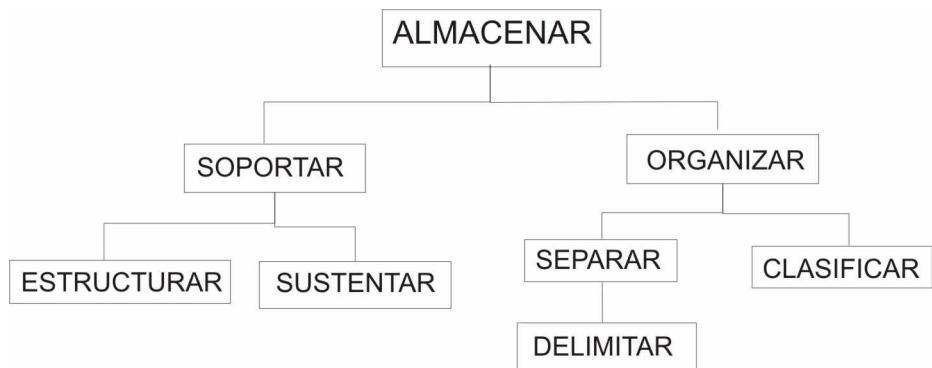 ALMACENAR
SOPORTAR
ORGANIZAR
ESTRUCTURAR
SUSTENTAR
SEPARAR
CLASIFICAR
DELIMITAR